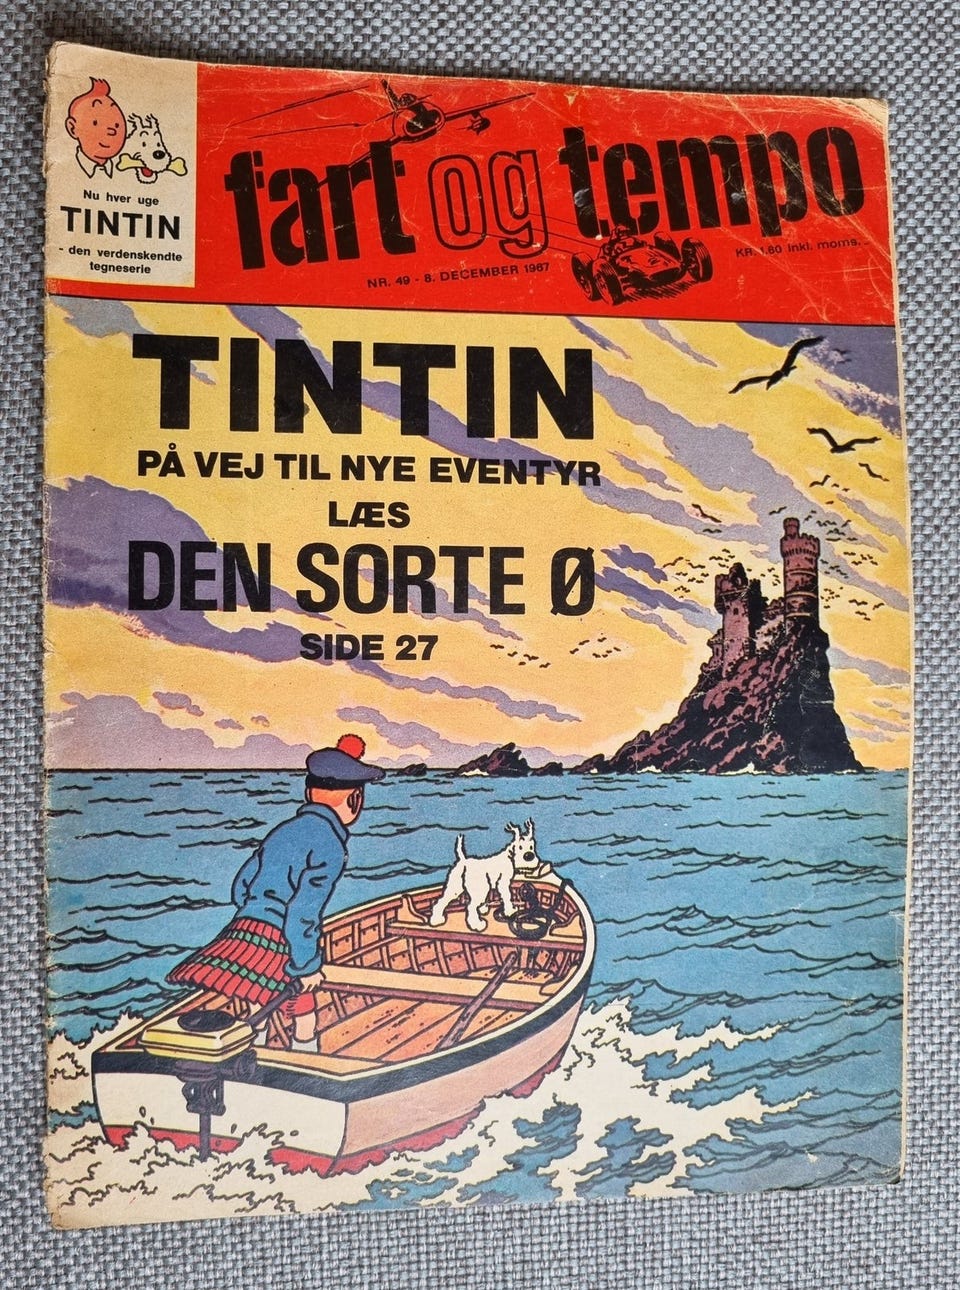 Nu hver uge
TINTIN
- den verdenskendte
tegneserie
fart og tempo
NR. 49 - 8. DECEMBER 1967
KR. 1.60 inkl. moms.
TINTIN
PÅ VEJ TIL NYE EVENTYR
LÆS
DEN SORTE Ø
SIDE 27